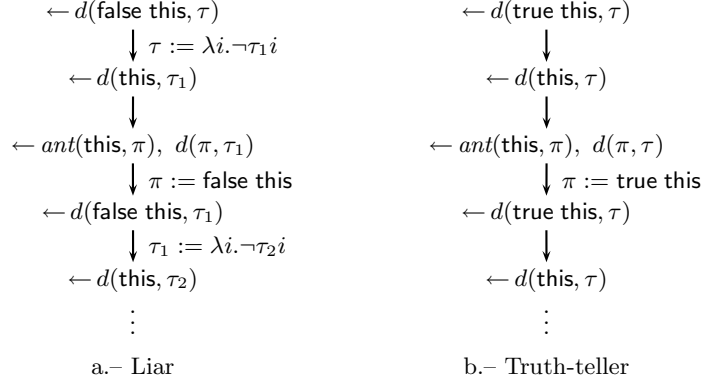 ← d(false this, τ)
τ := λi.¬τ₁i
← d(this, τ₁)
← ant(this, π), d(π, τ₁)
π := false this
← d(false this, τ₁)
τ₁ := λi.¬τ₂i
← d(this, τ₂)
⋮
a.– Liar
← d(true this, τ)
← d(this, τ)
← ant(this, π), d(π, τ)
π := true this
← d(true this, τ)
← d(this, τ)
⋮
b.– Truth-teller